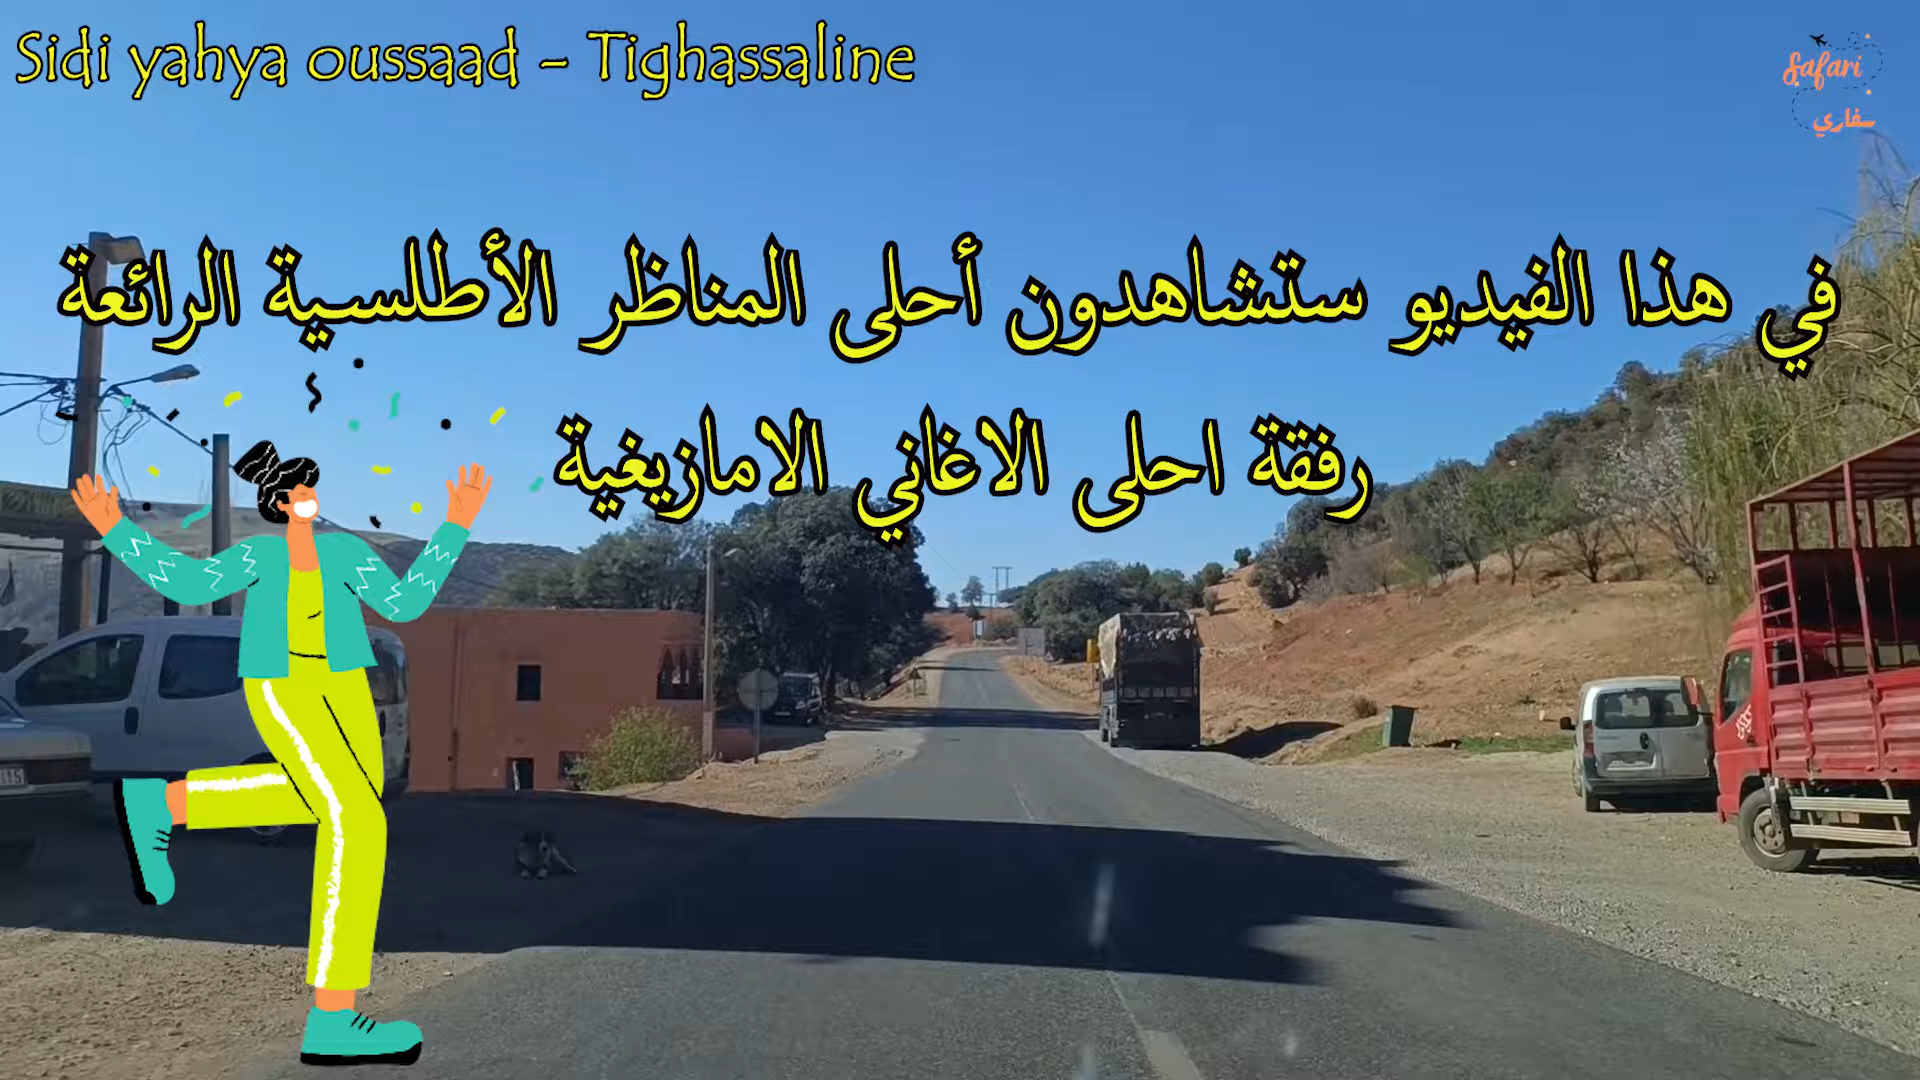 Sidi yahya oussaad - Tighassaline
Safari
سفاري
في هذا الفيديو ستشاهدون أحلى المناظر الأطلسية الرائعة
رفقة احلى الاغاني الامازيغية